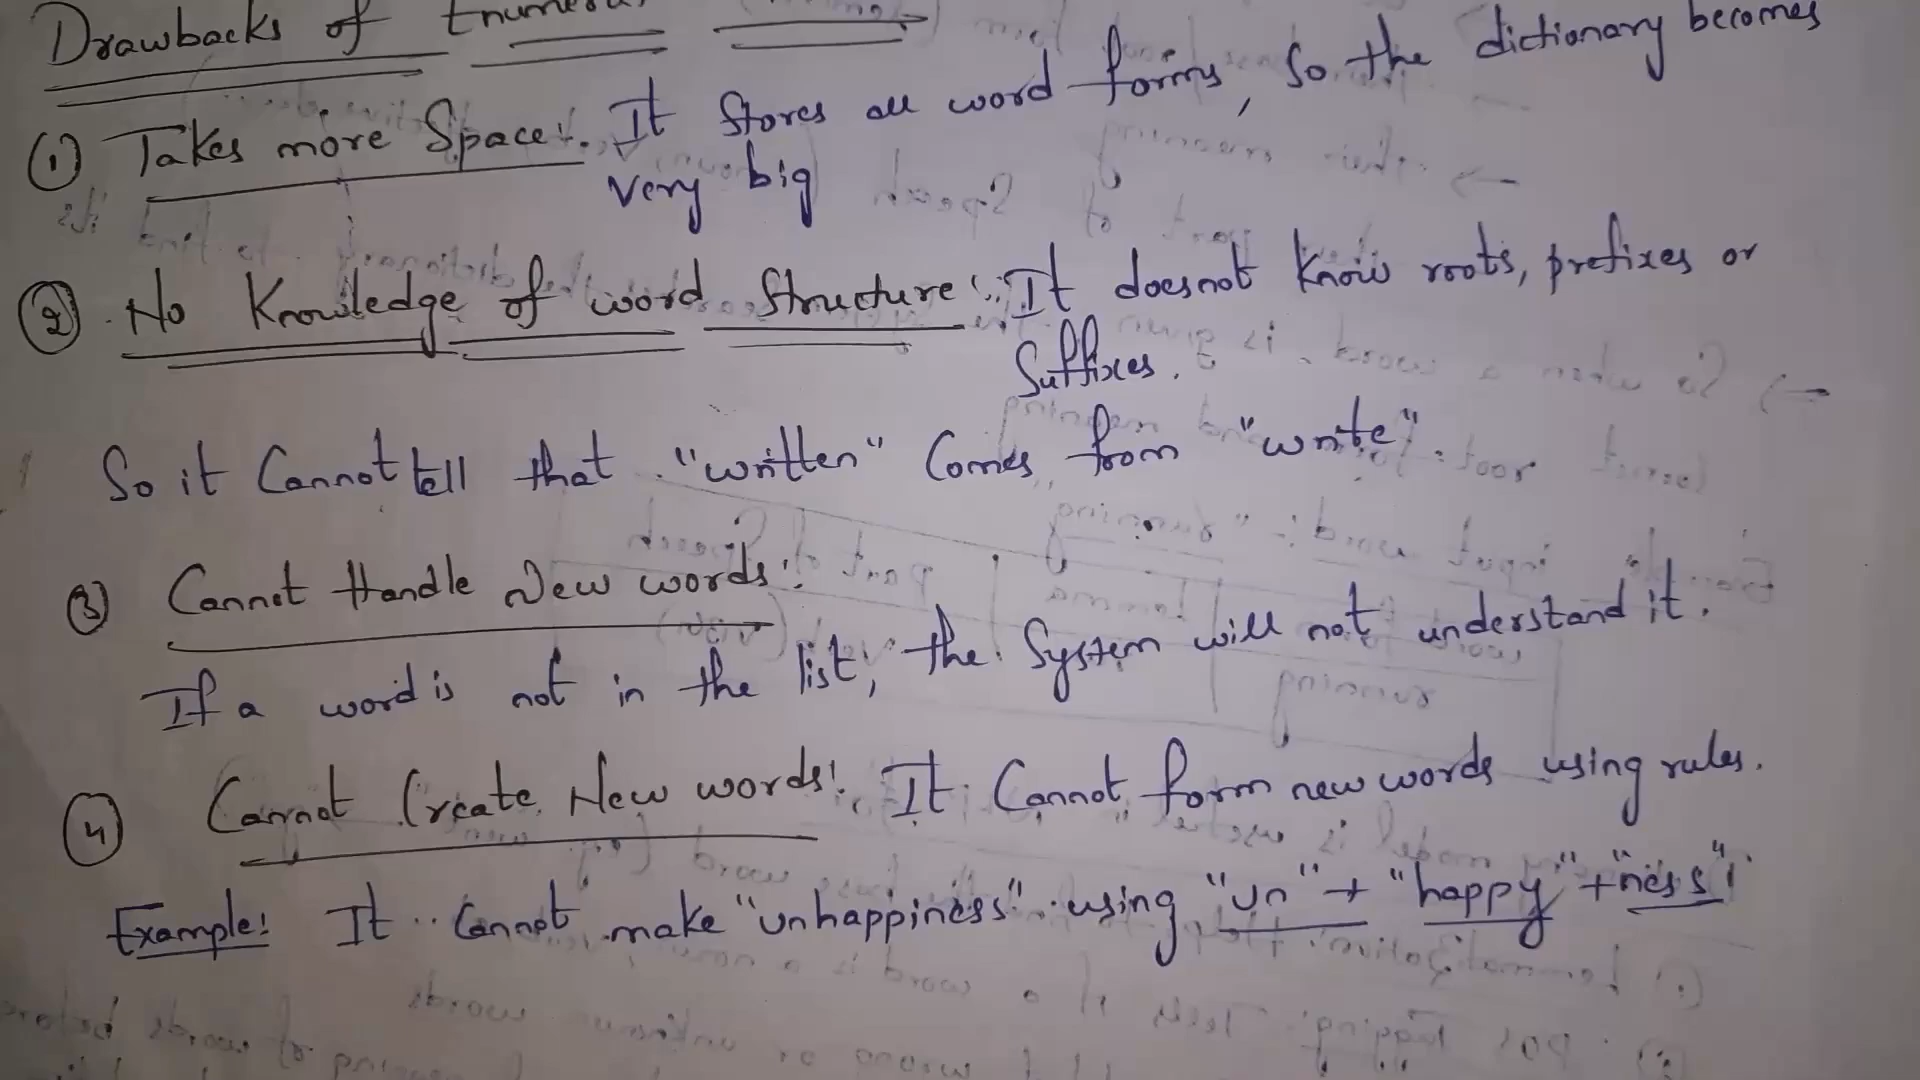 Drawbacks of
① Takes more Space:. It Stores all word forms, So the dictionary becomes
very big
② No Knowledge of word Structure:. It doesnot Know roots, prefixes or
Suffixes.
So it Cannot tell that "written" Comes from "write"
③ Cannot Handle New words:
If a word is not in the list, the System will not understand it.
④ Cannot Create New words: It Cannot form new words using rules.
Example: It Cannot make "unhappiness" using "un" + "happy" + "ness"